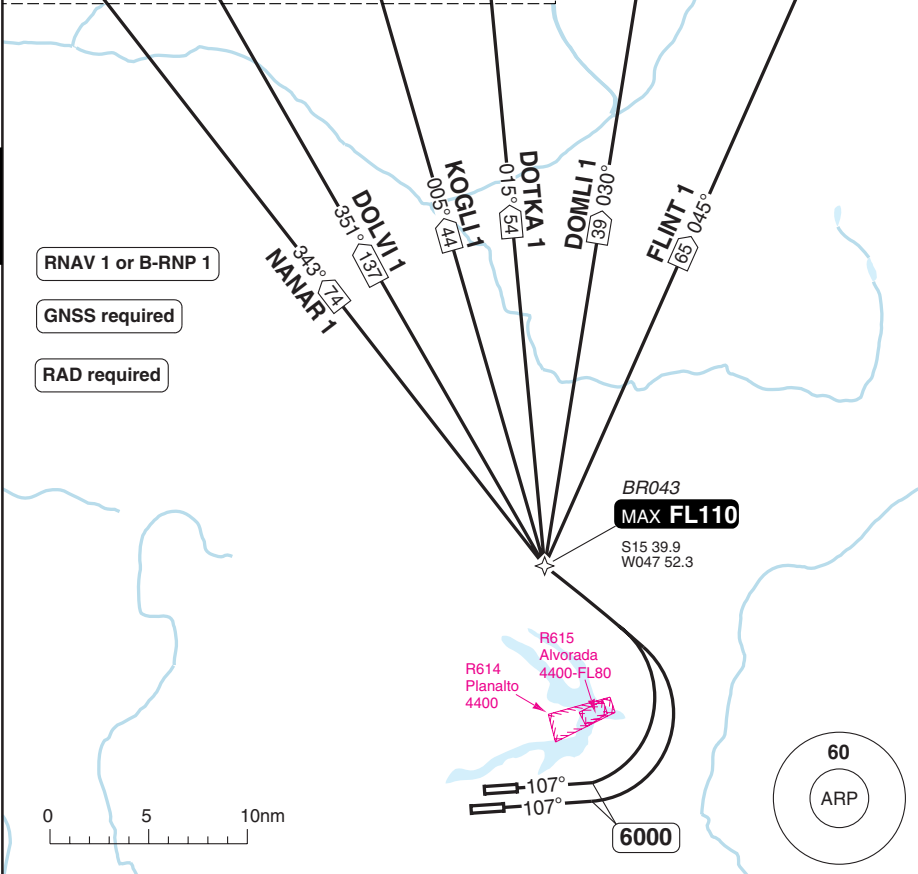 KOGLI 1
005° 44
DOTKA 1
015° 54
DOMLI 1
39 030°
FLINT 1
65 045°
DOLVI 1
351° 137
343° 74
NANAR 1
RNAV 1 or B-RNP 1
GNSS required
RAD required
BR043
MAX FL110
S15 39.9
W047 52.3
R615
Alvorada
4400-FL80
R614
Planalto
4400
107°
107°
6000
0 5 10nm
60
ARP